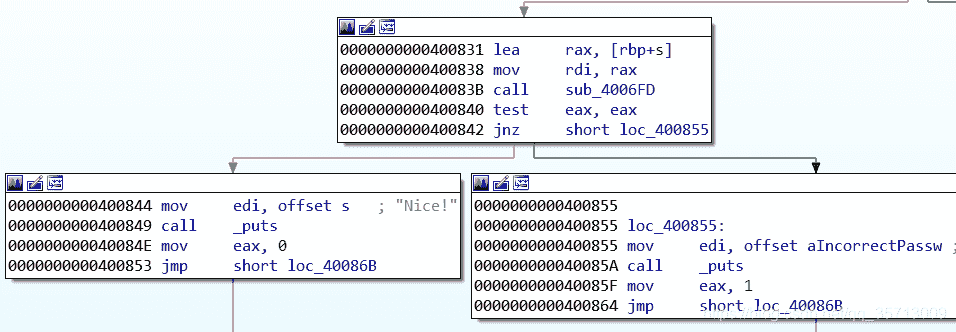 0000000000400831 lea     rax, [rbp+s]
0000000000400838 mov     rdi, rax
000000000040083B call    sub_4006FD
0000000000400840 test    eax, eax
0000000000400842 jnz     short loc_400855
0000000000400844 mov     edi, offset s   ; "Nice!"
0000000000400849 call    _puts
000000000040084E mov     eax, 0
0000000000400853 jmp     short loc_40086B
0000000000400855
0000000000400855 loc_400855:
0000000000400855 mov     edi, offset aIncorrectPassw ;
000000000040085A call    _puts
000000000040085F mov     eax, 1
0000000000400864 jmp     short loc_40086B